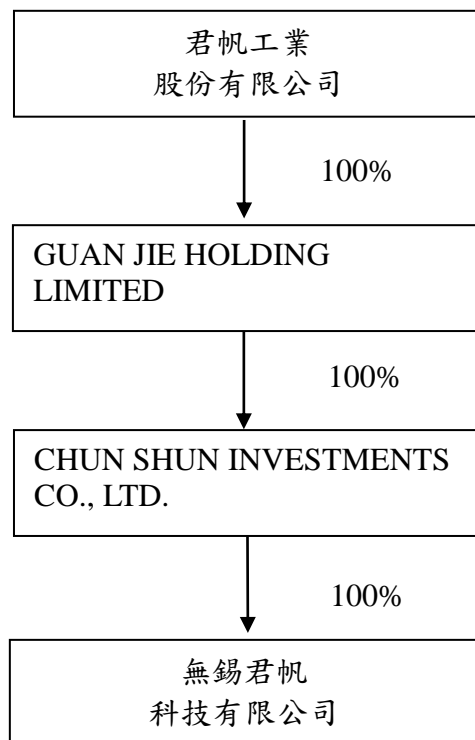 君帆工業
股份有限公司
100%
GUAN JIE HOLDING
LIMITED
100%
CHUN SHUN INVESTMENTS
CO., LTD.
100%
無錫君帆
科技有限公司